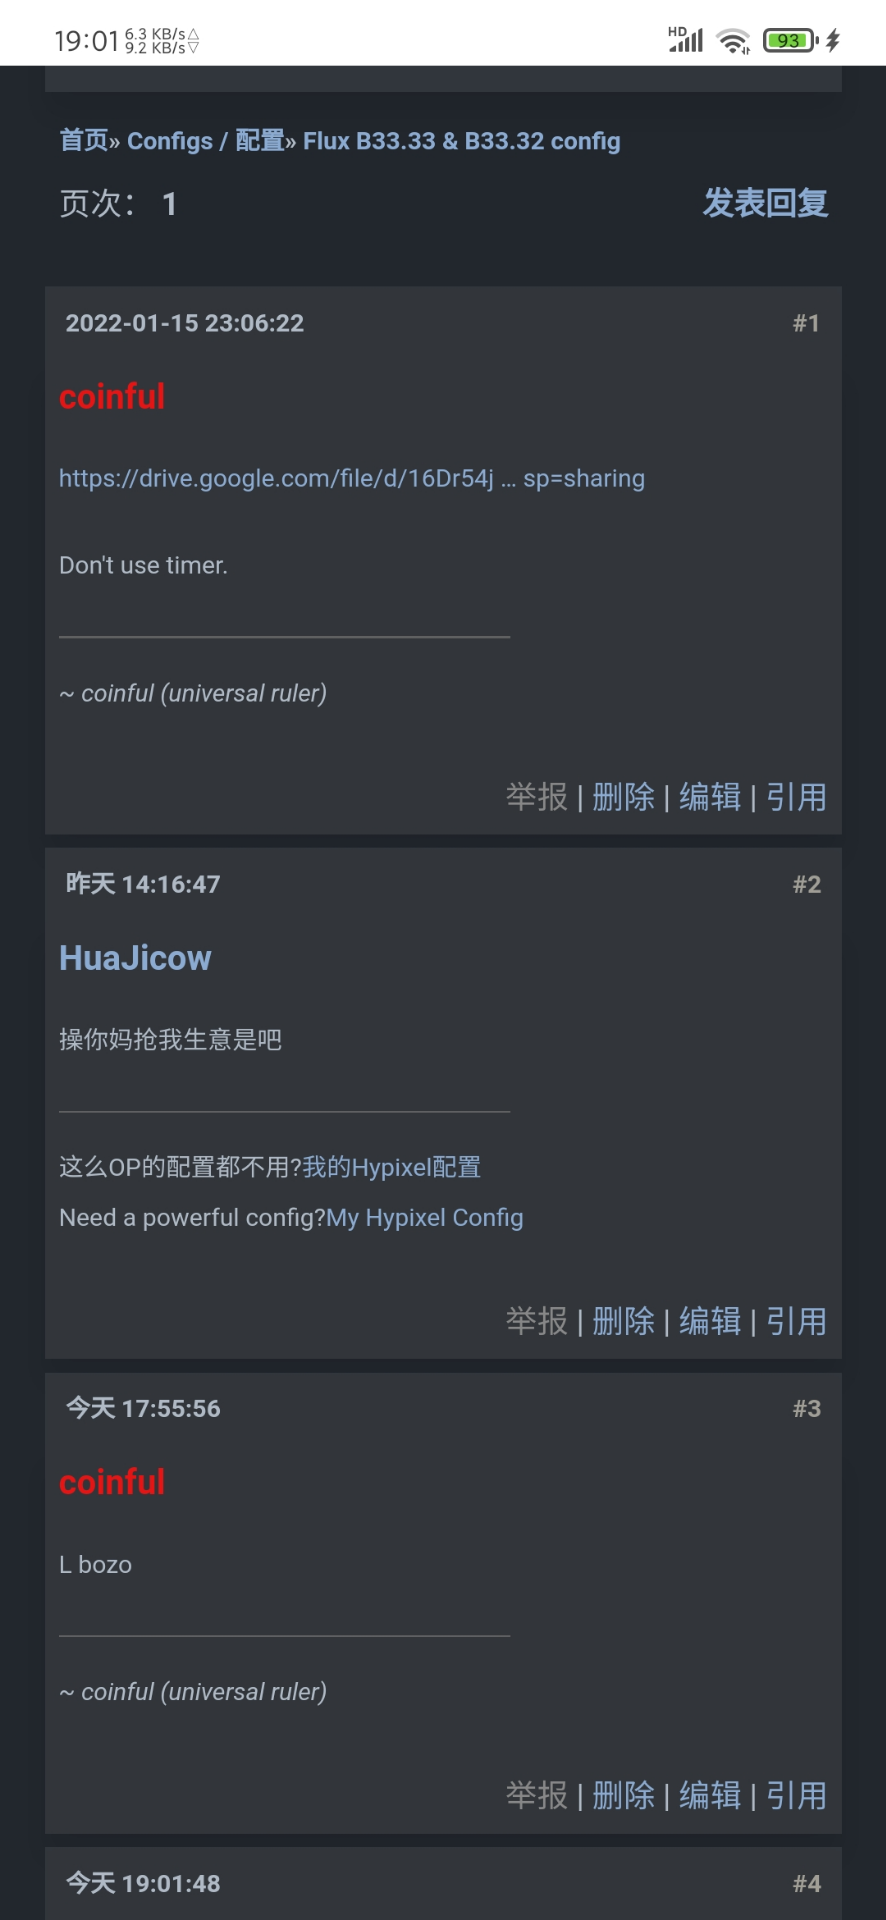 19:01 6.3 KB/s△
9.2 KB/s▽
HD
93
首页» Configs / 配置» Flux B33.33 & B33.32 config
页次： 1
发表回复
2022-01-15 23:06:22
#1
coinful
https://drive.google.com/file/d/16Dr54j … sp=sharing
Don't use timer.
~ coinful (universal ruler)
举报 | 删除 | 编辑 | 引用
昨天 14:16:47
#2
HuaJicow
操你妈抢我生意是吧
这么OP的配置都不用?我的Hypixel配置
Need a powerful config?My Hypixel Config
举报 | 删除 | 编辑 | 引用
今天 17:55:56
#3
coinful
L bozo
~ coinful (universal ruler)
举报 | 删除 | 编辑 | 引用
今天 19:01:48
#4